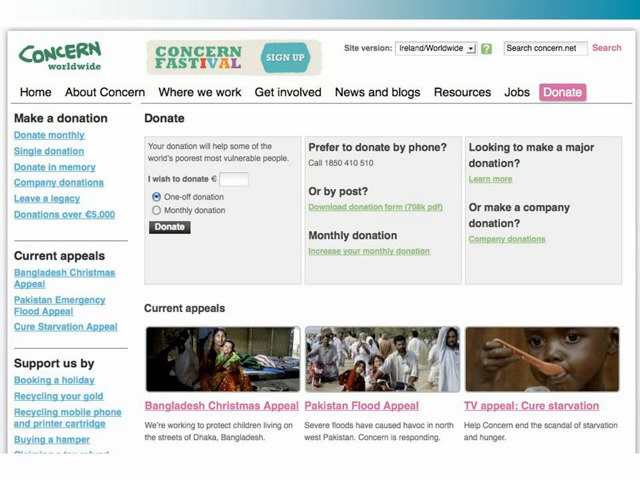 CONCERN
worldwide
CONCERN
FASTIVAL
SIGN UP
Site version:
Ireland/Worldwide
?
Search concern.net
Search
Home
About Concern
Where we work
Get involved
News and blogs
Resources
Jobs
Donate
Make a donation
Donate monthly
Single donation
Donate in memory
Company donations
Leave a legacy
Donations over €5,000
Current appeals
Bangladesh Christmas
Appeal
Pakistan Emergency
Flood Appeal
Cure Starvation Appeal
Support us by
Booking a holiday
Recycling your gold
Recycling mobile phone
and printer cartridge
Buying a hamper
Claiming a tax refund
Donate
Your donation will help some of the
world's poorest most vulnerable people.
I wish to donate €
One-off donation
Monthly donation
Donate
Prefer to donate by phone?
Call 1850 410 510
Or by post?
Download donation form (708k pdf)
Monthly donation
Increase your monthly donation
Looking to make a major
donation?
Learn more
Or make a company
donation?
Company donations
Current appeals
Bangladesh Christmas Appeal
We're working to protect children living on
the streets of Dhaka, Bangladesh.
Pakistan Flood Appeal
Severe floods have caused havoc in north
west Pakistan. Concern is responding.
TV appeal: Cure starvation
Help Concern end the scandal of starvation
and hunger.